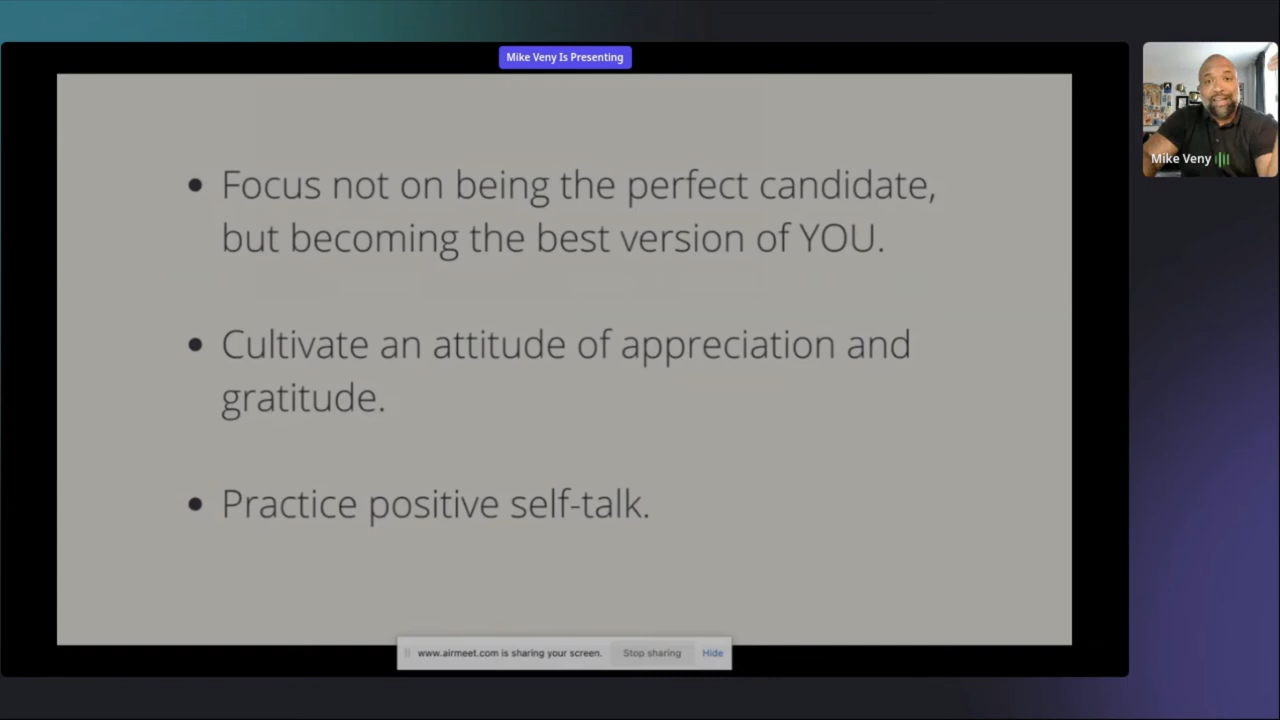 Mike Veny Is Presenting
• Focus not on being the perfect candidate,
but becoming the best version of YOU.
• Cultivate an attitude of appreciation and
gratitude.
• Practice positive self-talk.
Mike Veny
www.airmeet.com is sharing your screen. Stop sharing Hide